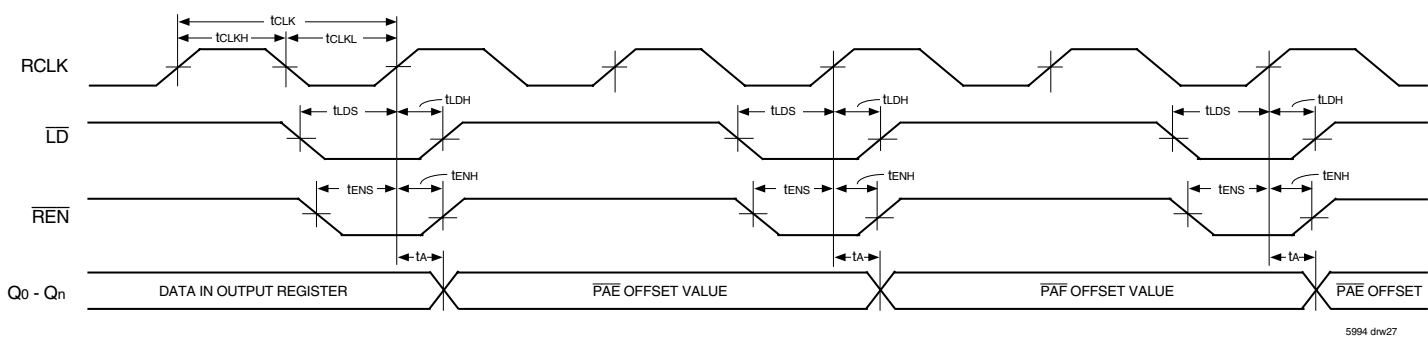 tCLK
tCLKH tCLKL
RCLK
tLDS tLDH tLDS tLDH tLDS tLDH
LD
tENS tENH tENS tENH tENS tENH
REN
tA tA tA
Q0 - Qn DATA IN OUTPUT REGISTER PAE OFFSET VALUE PAF OFFSET VALUE PAE OFFSET
5994 drw27